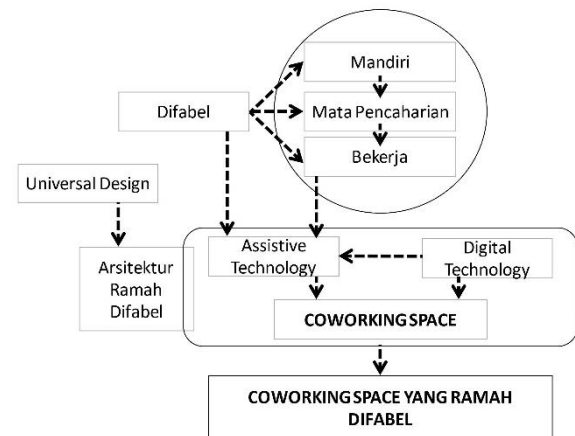 Mandiri
Difabel
Mata Pencaharian
Bekerja
Universal Design
Arsitektur
Ramah
Difabel
Assistive
Technology
Digital
Technology
COWORKING SPACE
COWORKING SPACE YANG RAMAH
DIFABEL